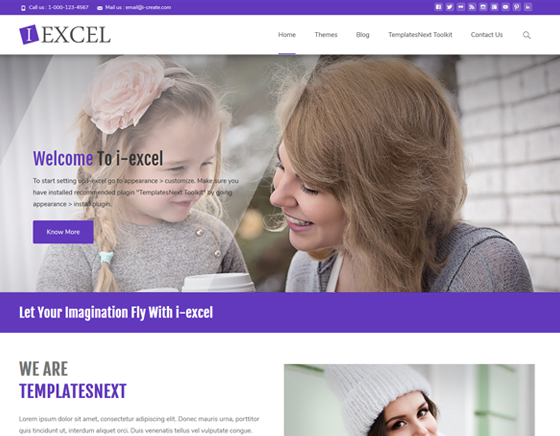 Call us : 1-000-123-4567 Mail us : email@i-create.com
I EXCEL
Home Themes Blog TemplatesNext Toolkit Contact Us
Welcome To i-excel
To start setting up i-excel go to appearance > customize. Make sure you
have installed recommended plugin "TemplatesNext Toolkit" by going
appearance > install plugin.
Know More
Let Your Imagination Fly With i-excel
WE ARE
TEMPLATESNEXT
Lorem ipsum dolor sit amet, consectetur adipiscing elit. Donec mauris urna, porttitor
quis tincidunt ut, interdum aliquet orci. Duis venenatis tellus vel vulputate congue.